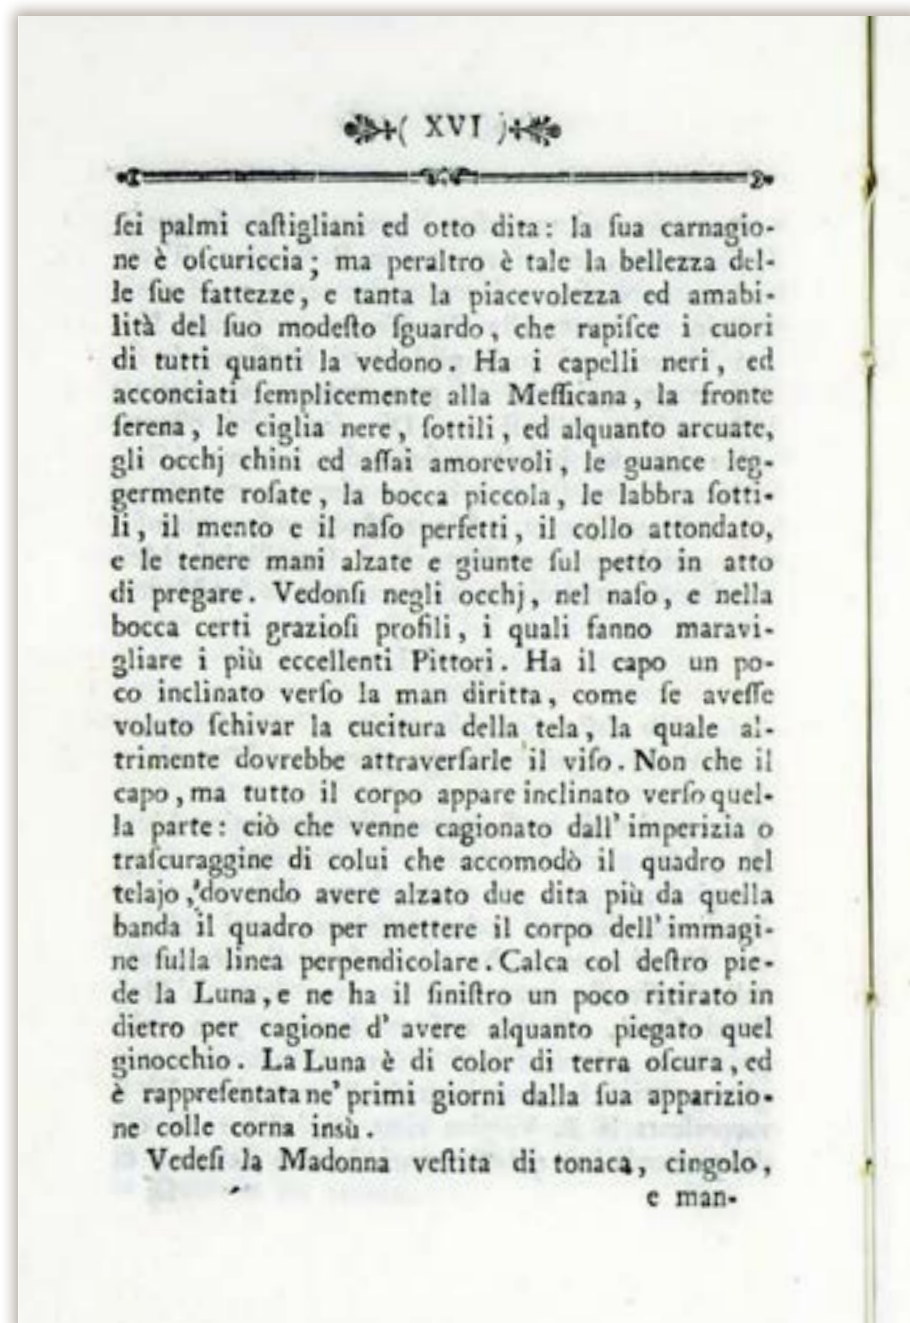 ( XVI )
ſei palmi caſtigliani ed otto dita: la ſua carnagio-
ne è oſcuriccia; ma peraltro è tale la bellezza del-
le ſue fattezze, e tanta la piacevolezza ed amabi-
lità del ſuo modeſto ſguardo, che rapiſce i cuori
di tutti quanti la vedono. Ha i capelli neri, ed
acconciati ſemplicemente alla Meſſicana, la fronte
ſerena, le ciglia nere, ſottili, ed alquanto arcuate,
gli occhj chini ed aſſai amorevoli, le guance leg-
germente roſate, la bocca piccola, le labbra ſotti-
li, il mento e il naſo perfetti, il collo attondato,
e le tenere mani alzate e giunte ſul petto in atto
di pregare. Vedonſi negli occhj, nel naſo, e nella
bocca certi grazioſi profili, i quali fanno maravi-
gliare i più eccellenti Pittori. Ha il capo un po-
co inclinato verſo la man diritta, come ſe aveſſe
voluto ſchivar la cucitura della tela, la quale al-
trimente dovrebbe attraverſarle il viſo. Non che il
capo, ma tutto il corpo appare inclinato verſo quel-
la parte: ciò che venne cagionato dall' imperizia o
traſcuraggine di colui che accomodò il quadro nel
telajo, dovendo avere alzato due dita più da quella
banda il quadro per mettere il corpo dell' immagi-
ne ſulla linea perpendicolare. Calca col deſtro pie-
de la Luna, e ne ha il ſiniſtro un poco ritirato in
dietro per cagione d' avere alquanto piegato quel
ginocchio. La Luna è di color di terra oſcura, ed
è rappreſentata ne' primi giorni dalla ſua apparizio-
ne colle corna insù.
Vedeſi la Madonna veſtita di tonaca, cingolo,
e man-